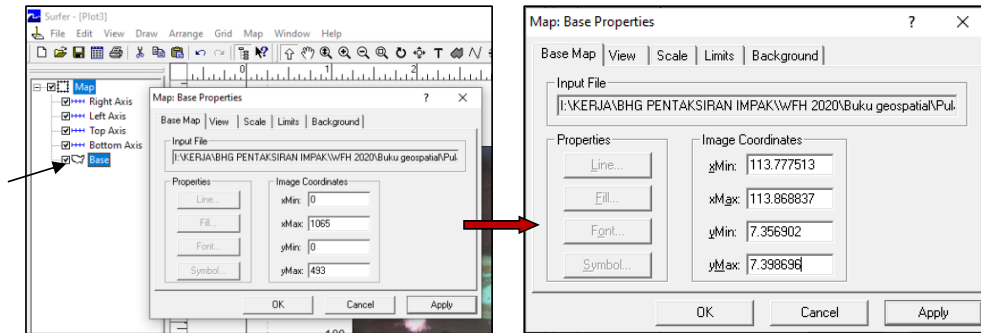 Surfer - [Plot3]
File Edit View Draw Arrange Grid Map Window Help
0 1 2
Map
Right Axis
Left Axis
Top Axis
Bottom Axis
Base
Map: Base Properties ? ×
Base Map View Scale Limits Background
Input File
I:\KERJA\BHG PENTAKSIRAN IMPAK\WFH 2020\Buku geospatial\Pul
Properties Image Coordinates
Line... xMin: 0
Fill... xMax: 1065
Font... yMin: 0
Symbol... yMax: 493
OK Cancel Apply
Map: Base Properties ? ×
Base Map View Scale Limits Background
Input File
I:\KERJA\BHG PENTAKSIRAN IMPAK\WFH 2020\Buku geospatial\Pul
Properties Image Coordinates
Line... xMin: 113.777513
Fill... xMax: 113.868837
Font... yMin: 7.356902
Symbol... yMax: 7.398696
OK Cancel Apply